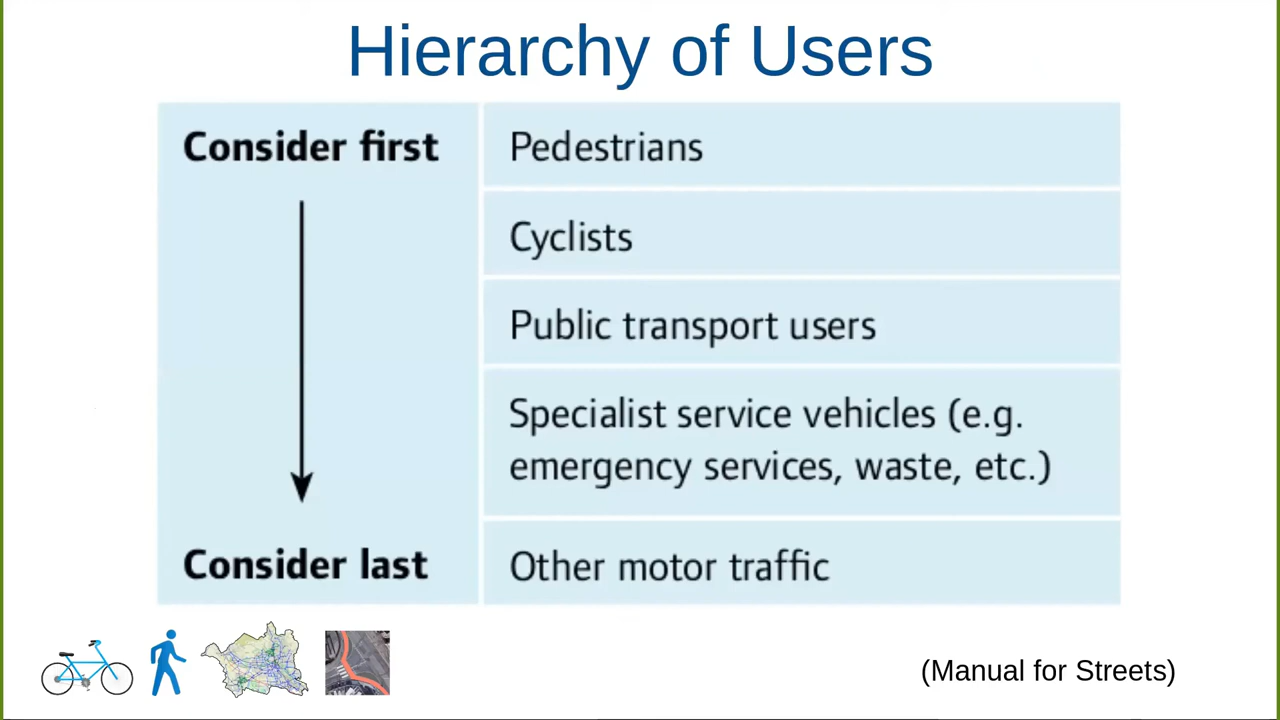 Hierarchy of Users
Consider first
Pedestrians
Cyclists
Public transport users
Specialist service vehicles (e.g.
emergency services, waste, etc.)
Consider last
Other motor traffic
(Manual for Streets)